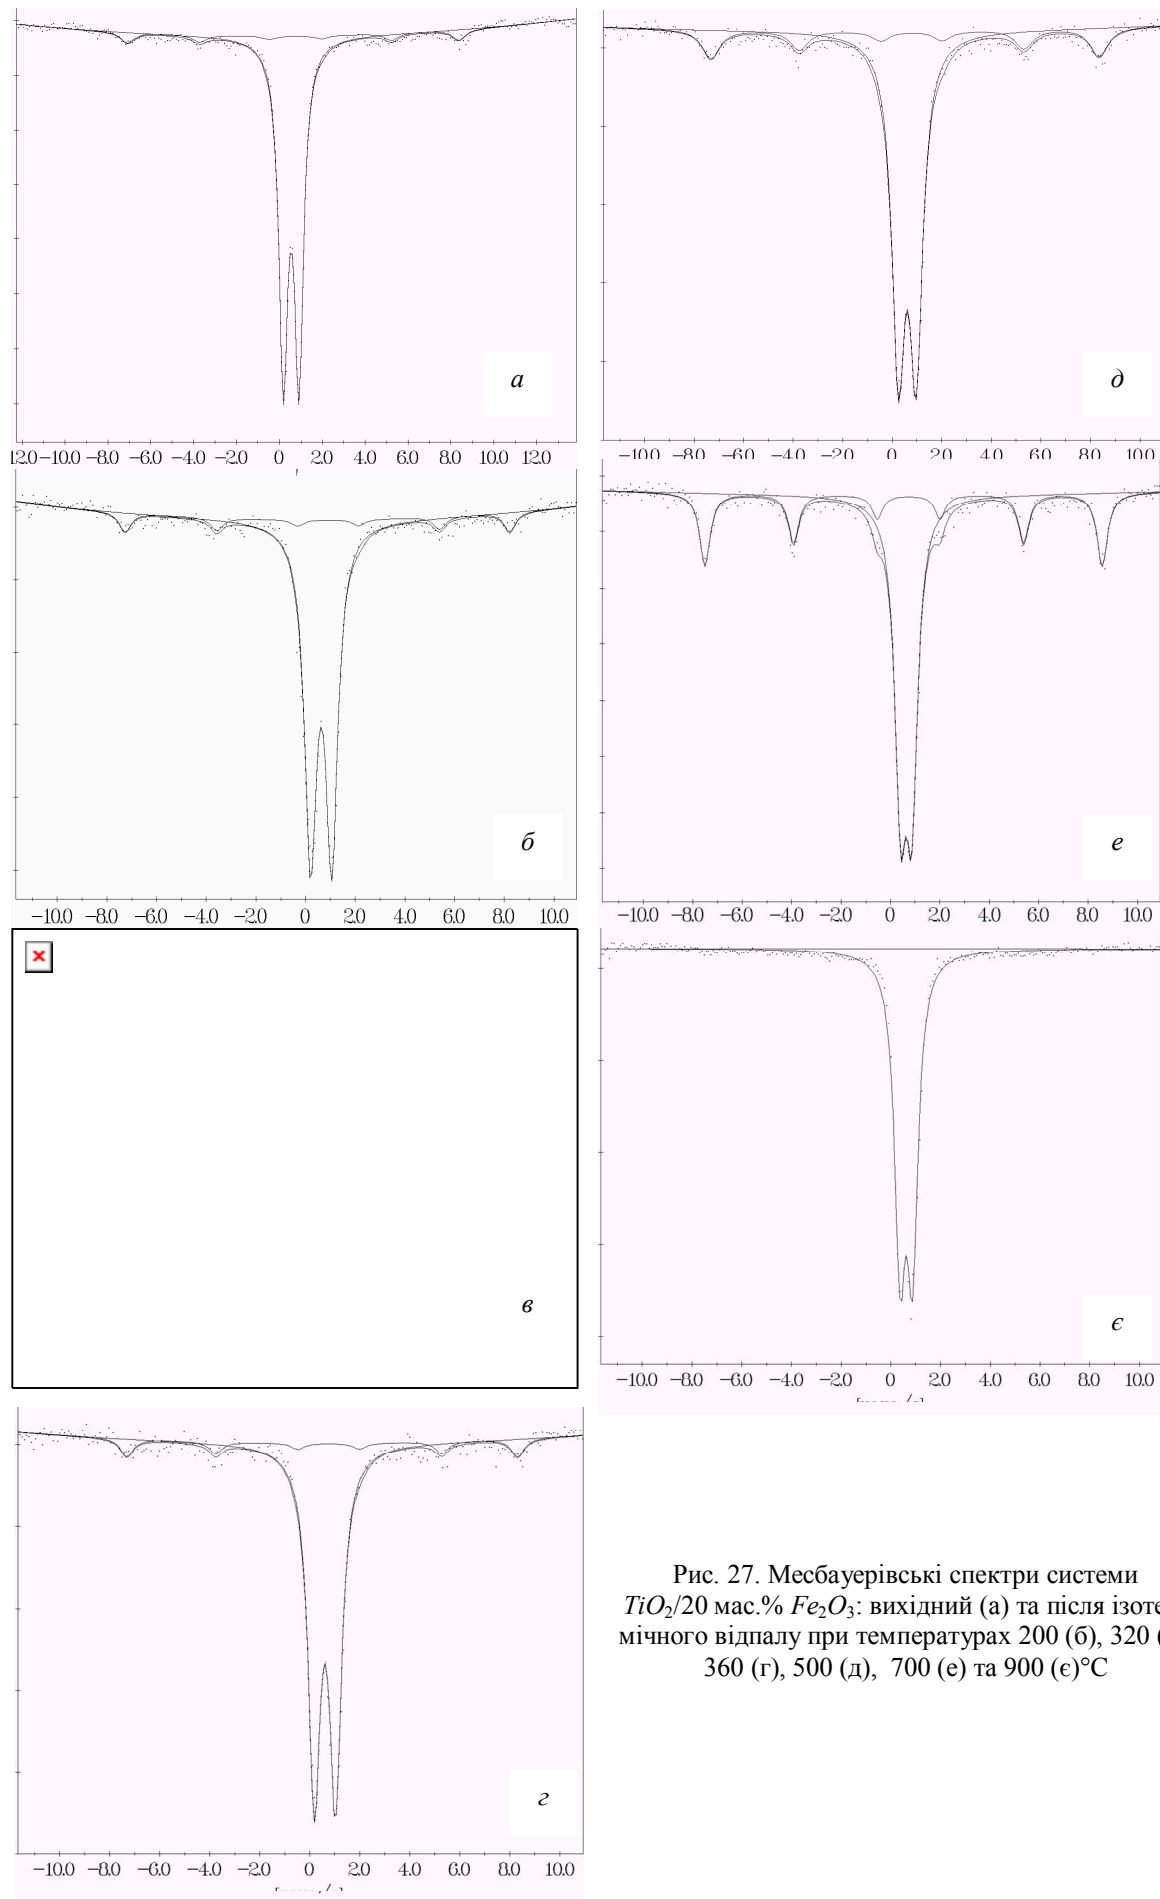 а
12.0 −10.0 −8.0 −6.0 −4.0 −2.0 0 2.0 4.0 6.0 8.0 10.0 12.0
б
−10.0 −8.0 −6.0 −4.0 −2.0 0 2.0 4.0 6.0 8.0 10.0
в
г
−10.0 −8.0 −6.0 −4.0 −2.0 0 2.0 4.0 6.0 8.0 10.0
д
−10.0 −8.0 −6.0 −4.0 −2.0 0 2.0 4.0 6.0 8.0 10.0
е
−10.0 −8.0 −6.0 −4.0 −2.0 0 2.0 4.0 6.0 8.0 10.0
є
−10.0 −8.0 −6.0 −4.0 −2.0 0 2.0 4.0 6.0 8.0 10.0
Рис. 27. Месбауерівські спектри системи
TiO2/20 мас.% Fe2O3: вихідний (а) та після ізоте
мічного відпалу при температурах 200 (б), 320 (
360 (г), 500 (д), 700 (е) та 900 (є)°C